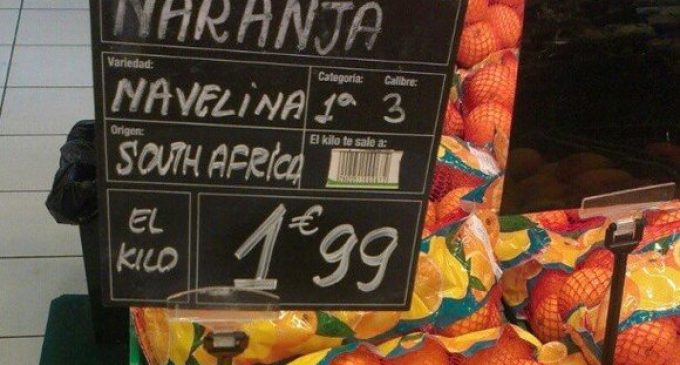 NARANJA
Variedad:
NAVELINA
Categoría:
1ª
Calibre:
3
Origen:
SOUTH AFRICA
El kilo te sale a:
EL
KILO
1€99